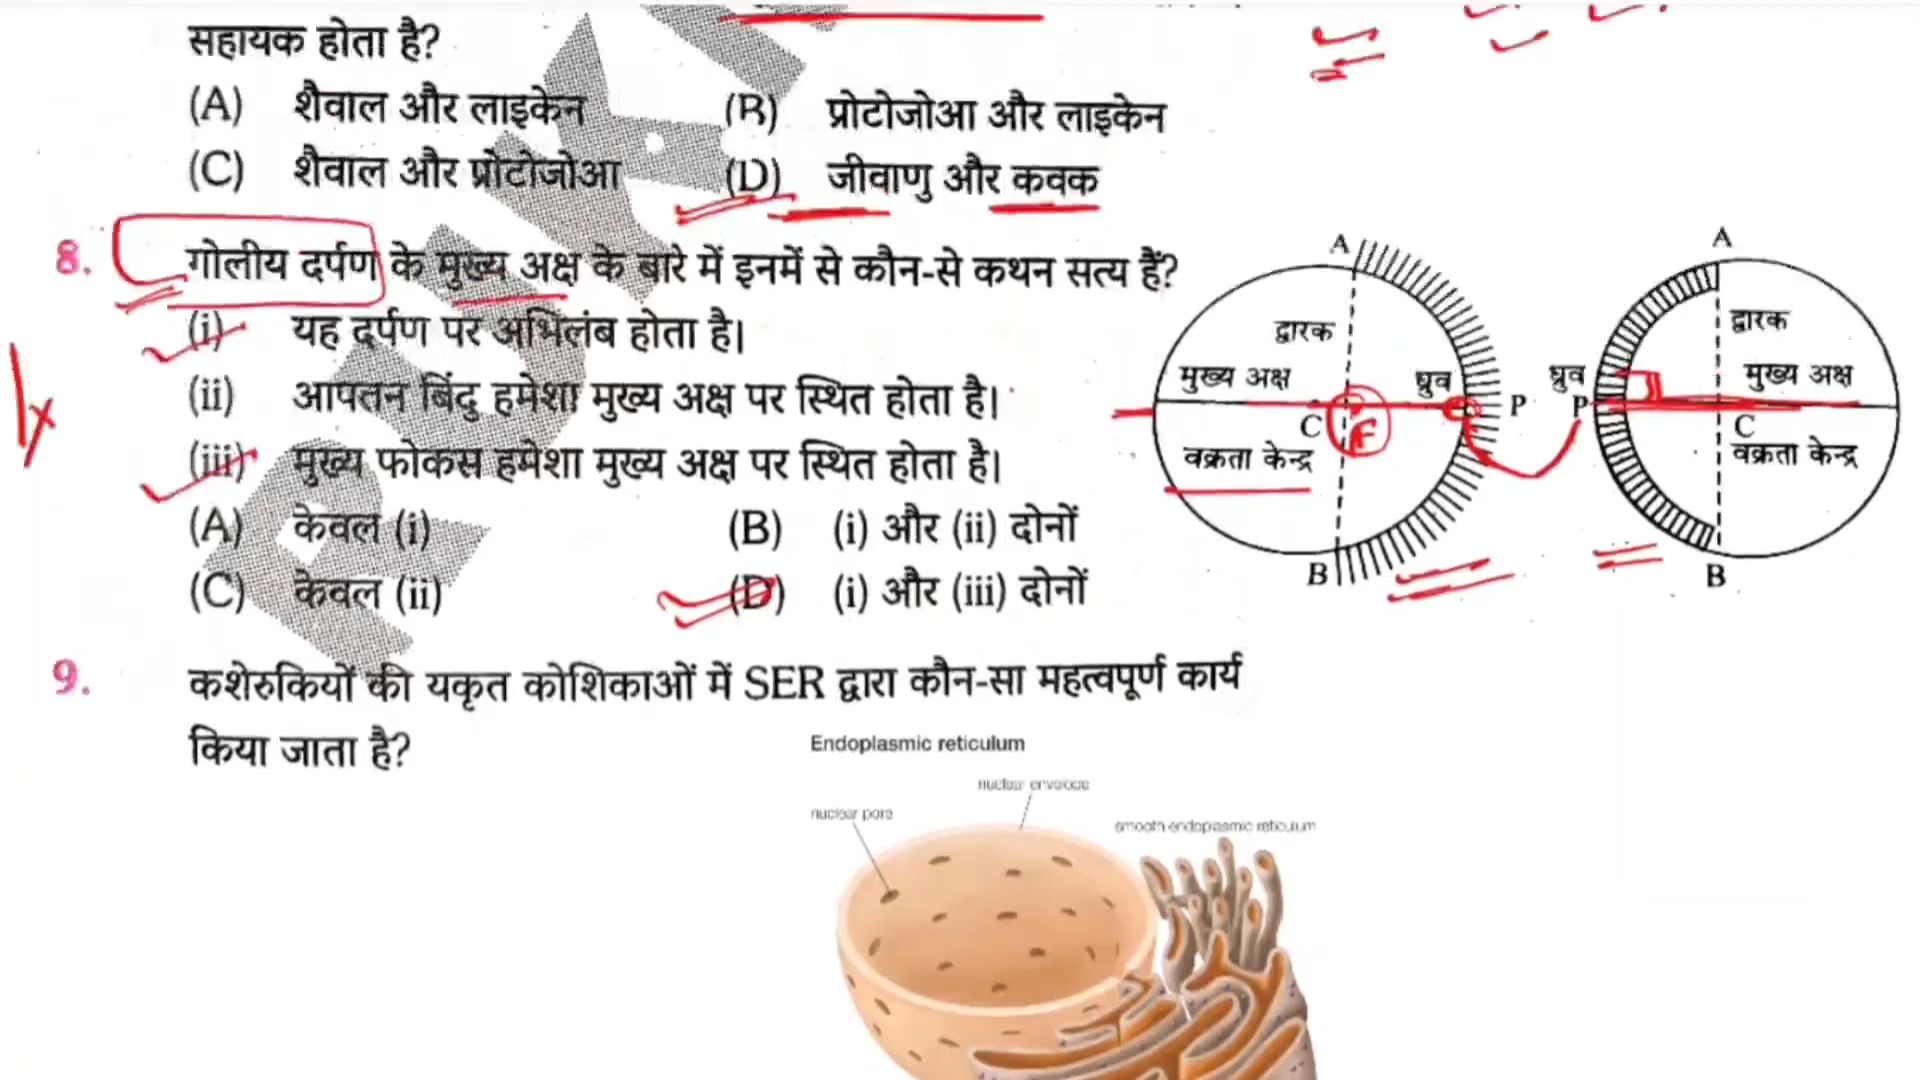 सहायक होता है?
(A) शैवाल और लाइकेन (B) प्रोटोजोआ और लाइकेन
(C) शैवाल और प्रोटोजोआ (D) जीवाणु और कवक
8. गोलीय दर्पण के मुख्य अक्ष के बारे में इनमें से कौन-से कथन सत्य हैं?
(i) यह दर्पण पर अभिलंब होता है।
(ii) आपतन बिंदु हमेशा मुख्य अक्ष पर स्थित होता है।
(iii) मुख्य फोकस हमेशा मुख्य अक्ष पर स्थित होता है।
(A) केवल (i) (B) (i) और (ii) दोनों
(C) केवल (ii) (D) (i) और (iii) दोनों
A
द्वारक
मुख्य अक्ष ध्रुव
P
C F
वक्रता केन्द्र
B
A
द्वारक
ध्रुव मुख्य अक्ष
P
C
वक्रता केन्द्र
B
9. कशेरुकियों की यकृत कोशिकाओं में SER द्वारा कौन-सा महत्वपूर्ण कार्य
किया जाता है?
Endoplasmic reticulum
nuclear envelope
nuclear pore
smooth endoplasmic reticulum